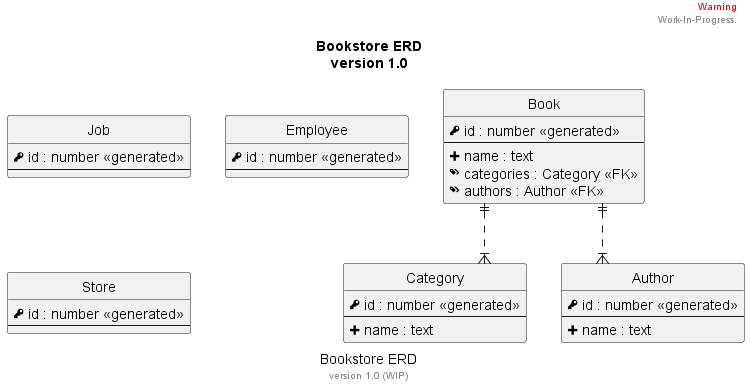 Warning
Work-In-Progress.
Bookstore ERD
version 1.0
Job
id : number «generated»
Employee
id : number «generated»
Book
id : number «generated»
name : text
categories : Category «FK»
authors : Author «FK»
Store
id : number «generated»
Category
id : number «generated»
name : text
Author
id : number «generated»
name : text
Bookstore ERD
version 1.0 (WIP)